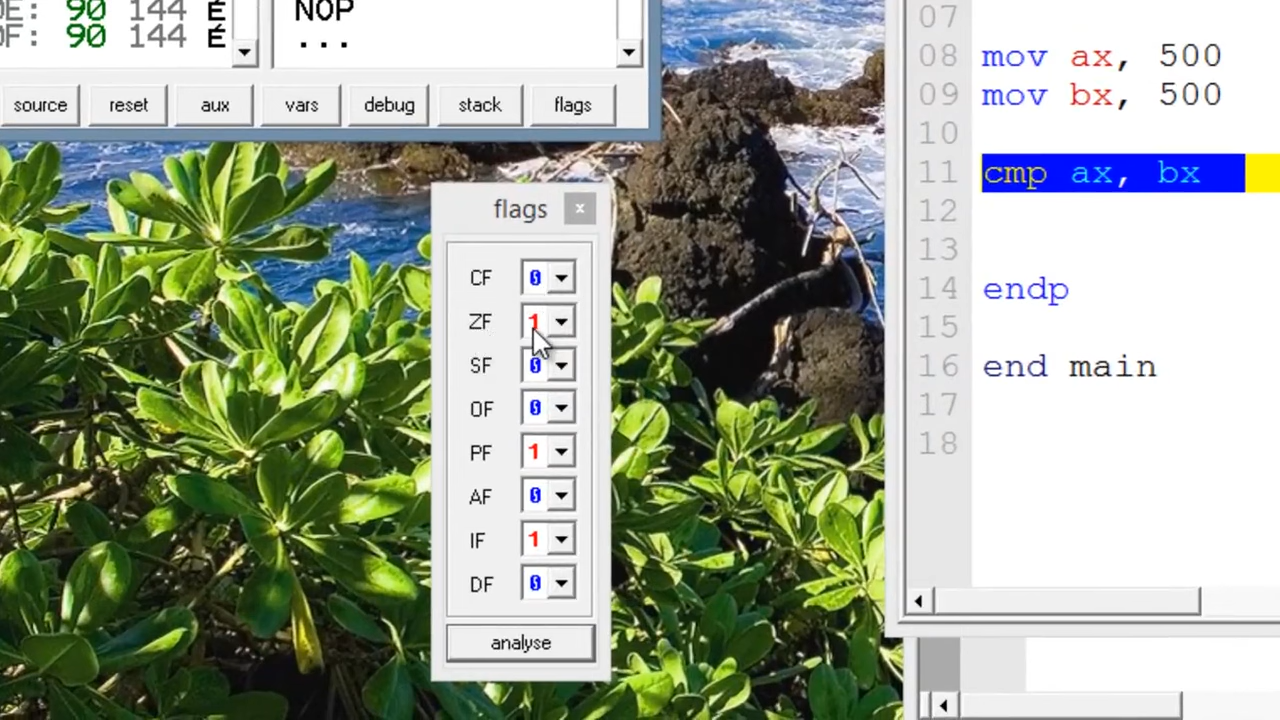 0E: 90 144 É
0F: 90 144 É
NOP
...
source reset aux vars debug stack flags
flags x
CF 0
ZF 1
SF 0
OF 0
PF 1
AF 0
IF 1
DF 0
analyse
07
08 mov ax, 500
09 mov bx, 500
10
11 cmp ax, bx
12
13
14 endp
15
16 end main
17
18